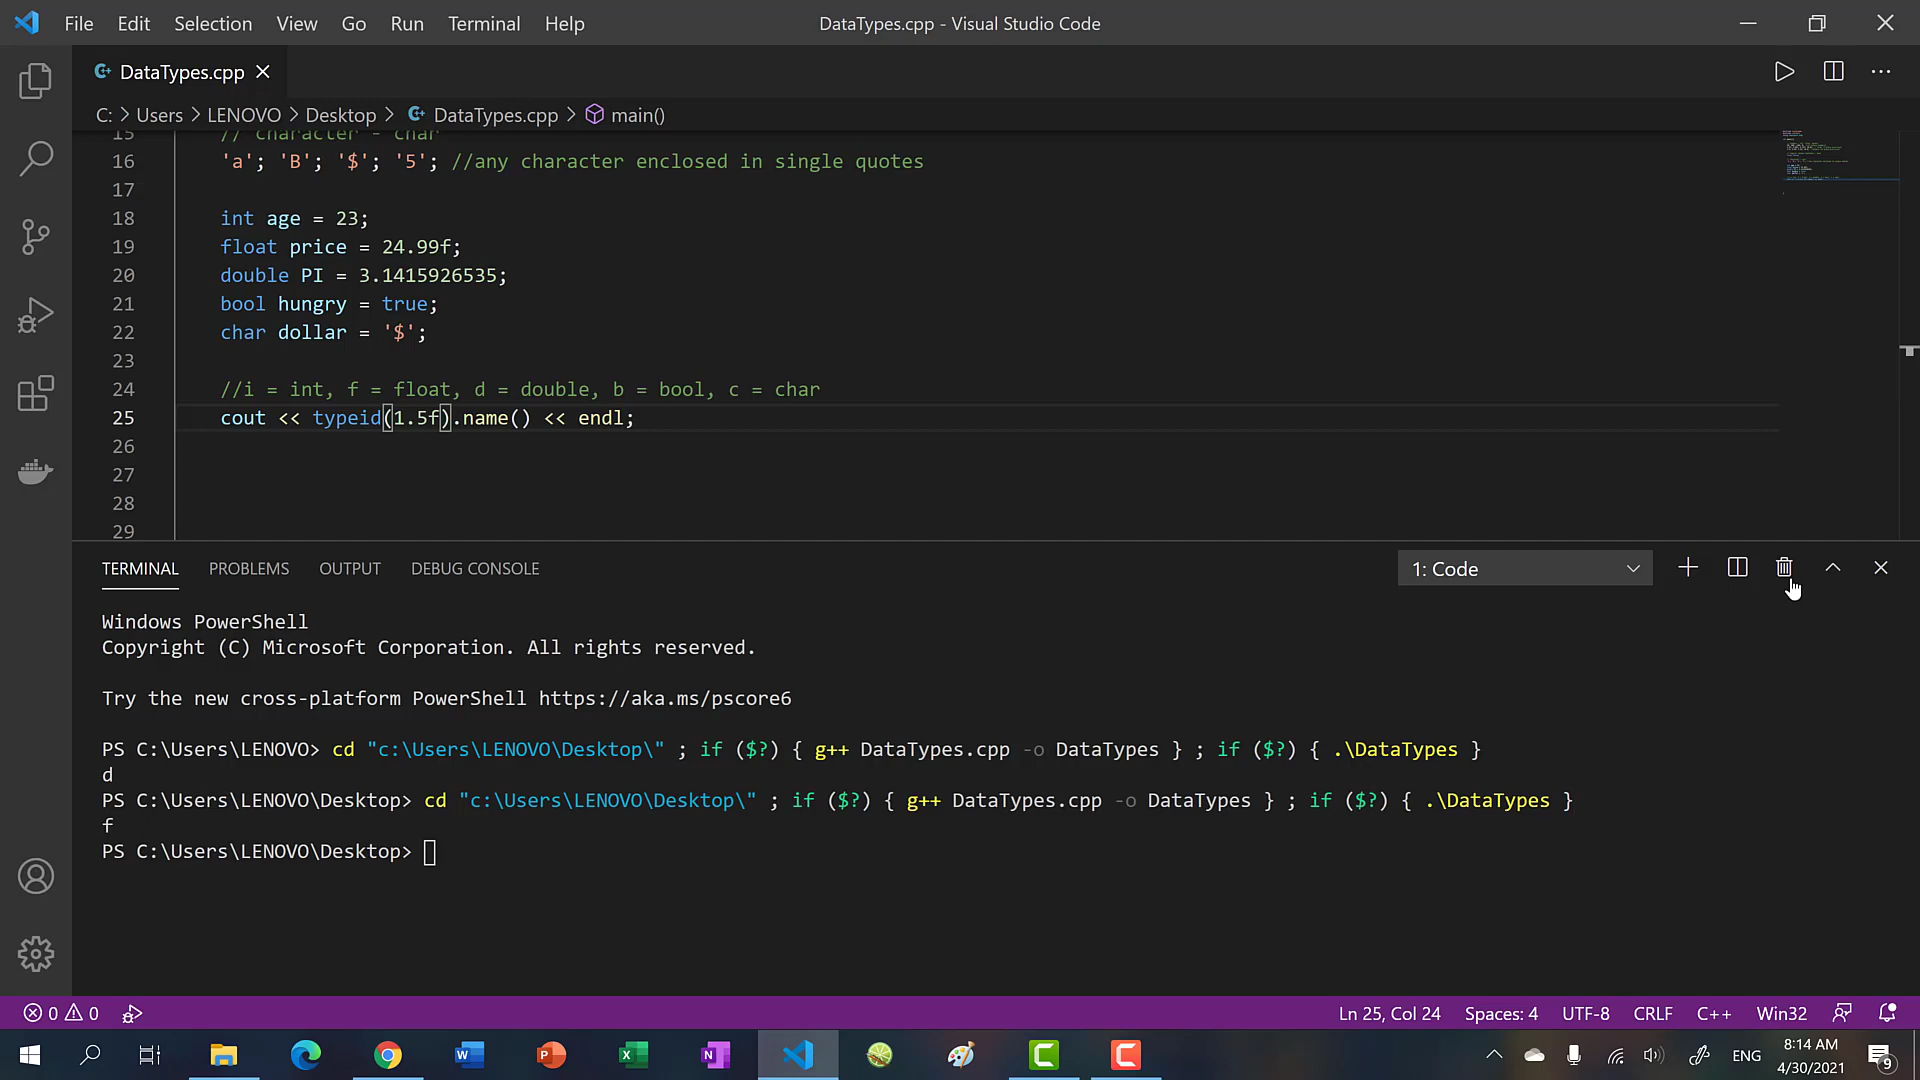 File Edit Selection View Go Run Terminal Help
DataTypes.cpp - Visual Studio Code
DataTypes.cpp
C: > Users > LENOVO > Desktop > DataTypes.cpp > main()
15 // character - char
16 'a'; 'B'; '$'; '5'; //any character enclosed in single quotes
17
18 int age = 23;
19 float price = 24.99f;
20 double PI = 3.1415926535;
21 bool hungry = true;
22 char dollar = '$';
23
24 //i = int, f = float, d = double, b = bool, c = char
25 cout << typeid(1.5f).name() << endl;
26
27
28
29
TERMINAL PROBLEMS OUTPUT DEBUG CONSOLE
1: Code
Windows PowerShell
Copyright (C) Microsoft Corporation. All rights reserved.
Try the new cross-platform PowerShell https://aka.ms/pscore6
PS C:\Users\LENOVO> cd "c:\Users\LENOVO\Desktop\" ; if ($?) { g++ DataTypes.cpp -o DataTypes } ; if ($?) { .\DataTypes }
d
PS C:\Users\LENOVO\Desktop> cd "c:\Users\LENOVO\Desktop\" ; if ($?) { g++ DataTypes.cpp -o DataTypes } ; if ($?) { .\DataTypes }
f
PS C:\Users\LENOVO\Desktop>
0 0
Ln 25, Col 24 Spaces: 4 UTF-8 CRLF C++ Win32
ENG
8:14 AM
4/30/2021
9